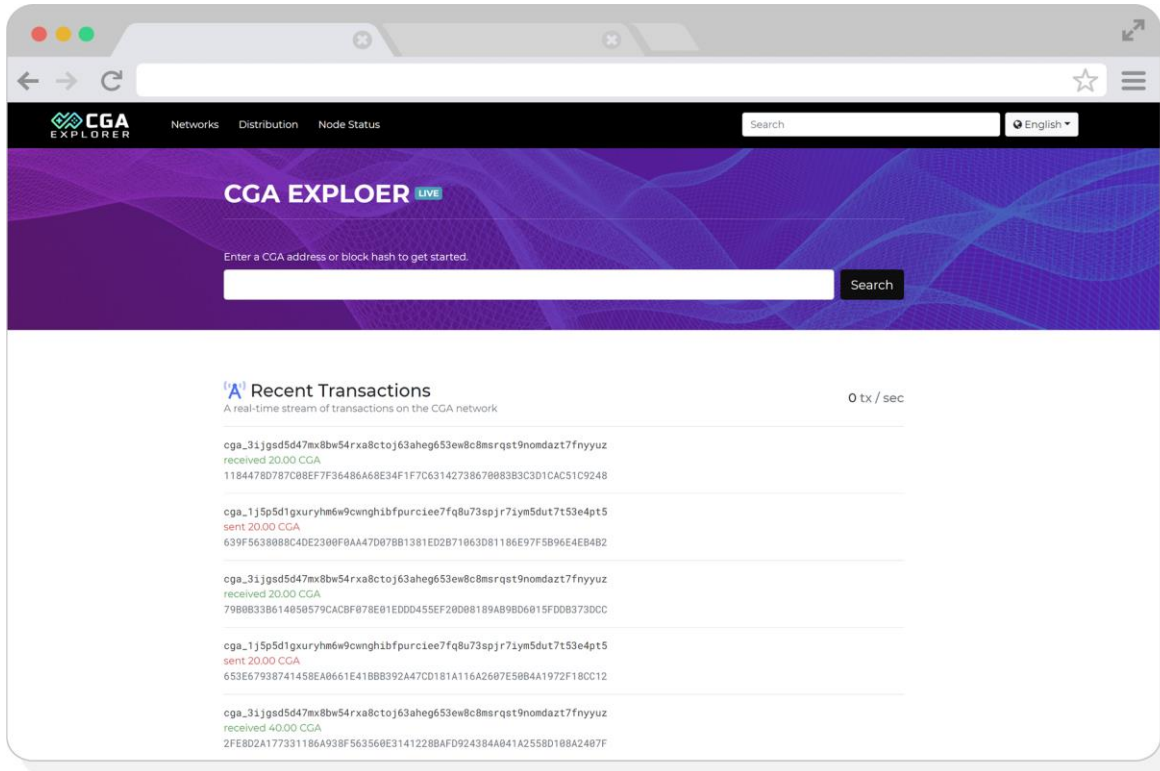 CGA
EXPLORER
Networks Distribution Node Status
Search
English
CGA EXPLOER LIVE
Enter a CGA address or block hash to get started.
Search
Recent Transactions
A real-time stream of transactions on the CGA network
0 tx / sec
cga_3ijgsd5d47mx8bw54rxa8ctoj63aheg653ew8c8msrqst9nomdazt7fnyyuz
received 20.00 CGA
1184478D787C08EF7F36486A68E34F1F7C63142738670083B3C3D1CAC51C9248
cga_1j5p5d1gxuryhm6w9cwnghibfpurciee7fq8u73spjr7iym5dut7t53e4pt5
sent 20.00 CGA
639F5638088C4DE2300F0AA47D07BB1381ED2B71063D81186E97F5B96E4EB4B2
cga_3ijgsd5d47mx8bw54rxa8ctoj63aheg653ew8c8msrqst9nomdazt7fnyyuz
received 20.00 CGA
79B0B33B614050579CACBF078E01EDDD455EF20D08189AB9BD6015FDDB373DCC
cga_1j5p5d1gxuryhm6w9cwnghibfpurciee7fq8u73spjr7iym5dut7t53e4pt5
sent 20.00 CGA
653E67938741458EA0661E41BBB392A47CD181A116A2607E50B4A1972F18CC12
cga_3ijgsd5d47mx8bw54rxa8ctoj63aheg653ew8c8msrqst9nomdazt7fnyyuz
received 40.00 CGA
2FE8D2A177331186A938F563560E3141228BAFD924384A041A2558D108A2407F